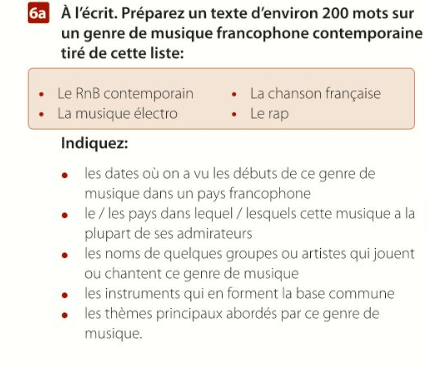 6a À l'écrit. Préparez un texte d'environ 200 mots sur
un genre de musique francophone contemporaine
tiré de cette liste:
• Le RnB contemporain • La chanson française
• La musique électro • Le rap
Indiquez:
• les dates où on a vu les débuts de ce genre de
musique dans un pays francophone
• le / les pays dans lequel / lesquels cette musique a la
plupart de ses admirateurs
• les noms de quelques groupes ou artistes qui jouent
ou chantent ce genre de musique
• les instruments qui en forment la base commune
• les thèmes principaux abordés par ce genre de
musique.